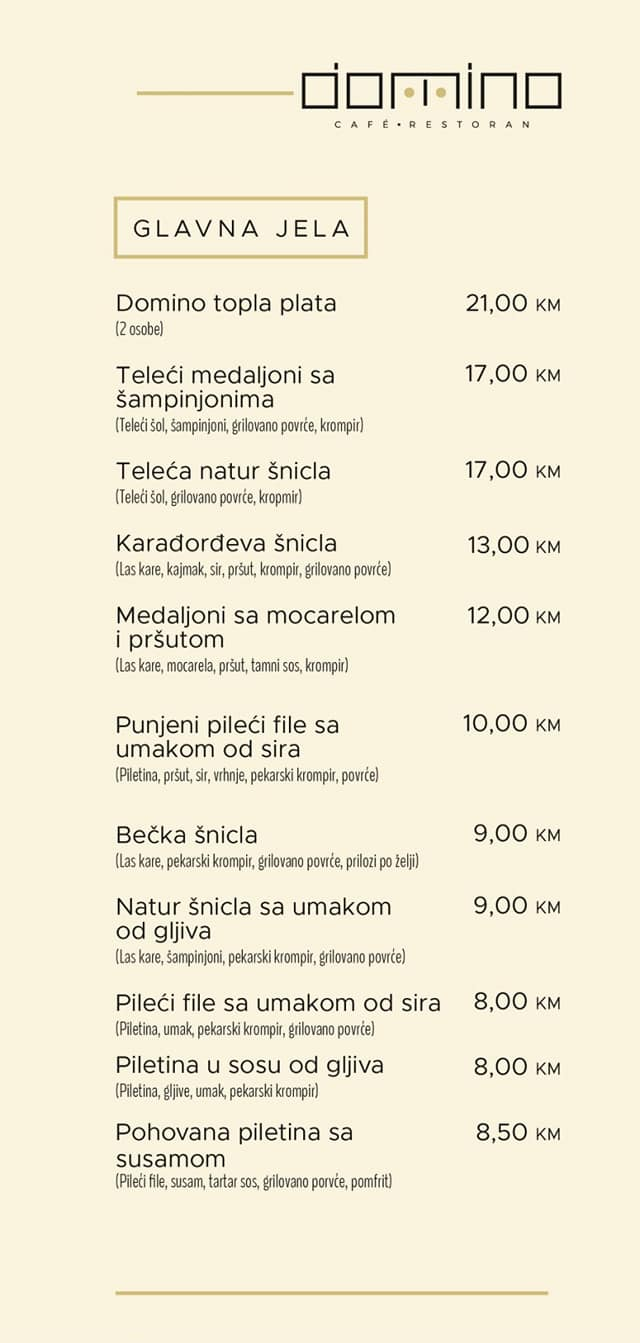 domino
CAFÉ•RESTORAN
GLAVNA JELA
Domino topla plata 21,00 KM
(2 osobe)
Teleći medaljoni sa 17,00 KM
šampinjonima
(Teleći šol, šampinjoni, grilovano povrće, krompir)
Teleća natur šnicla 17,00 KM
(Teleći šol, grilovano povrće, kropmir)
Karađorđeva šnicla 13,00 KM
(Las kare, kajmak, sir, pršut, krompir, grilovano povrće)
Medaljoni sa mocarelom 12,00 KM
i pršutom
(Las kare, mocarela, pršut, tamni sos, krompir)
Punjeni pileći file sa 10,00 KM
umakom od sira
(Piletina, pršut, sir, vrhnje, pekarski krompir, povrće)
Bečka šnicla 9,00 KM
(Las kare, pekarski krompir, grilovano povrće, prilozi po želji)
Natur šnicla sa umakom 9,00 KM
od gljiva
(Las kare, šampinjoni, pekarski krompir, grilovano povrće)
Pileći file sa umakom od sira 8,00 KM
(Piletina, umak, pekarski krompir, grilovano povrće)
Piletina u sosu od gljiva 8,00 KM
(Piletina, gljive, umak, pekarski krompir)
Pohovana piletina sa 8,50 KM
susamom
(Pileći file, susam, tartar sos, grilovano porvće, pomfrit)